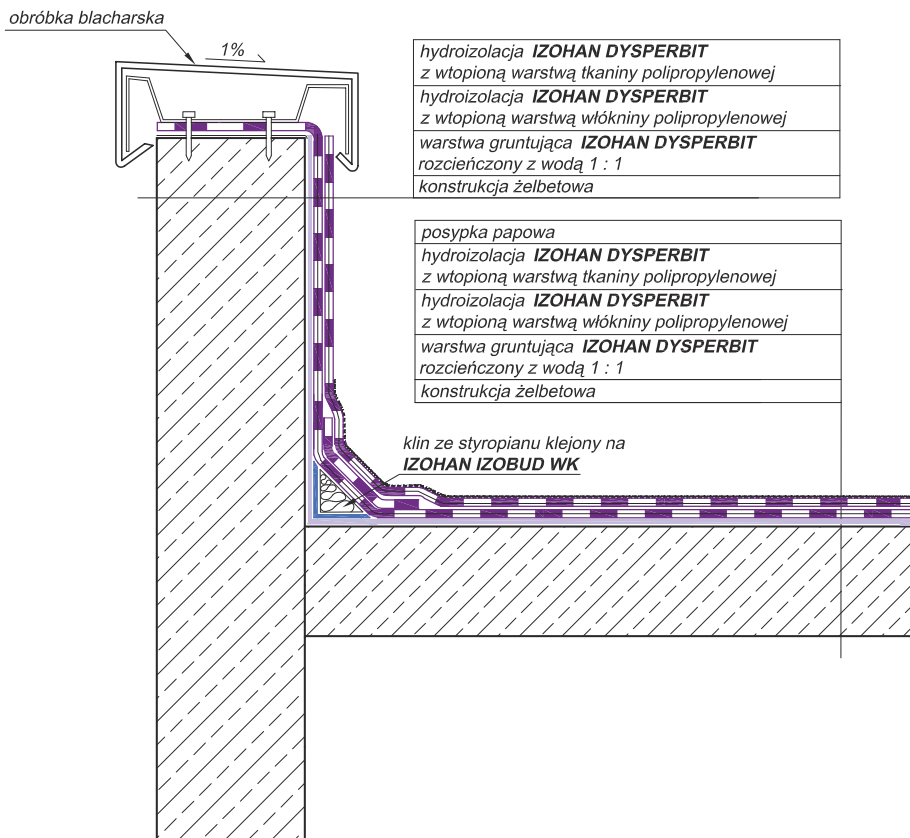 obróbka blacharska
1%
hydroizolacja IZOHAN DYSPERBIT
z wtopioną warstwą tkaniny polipropylenowej
hydroizolacja IZOHAN DYSPERBIT
z wtopioną warstwą włókniny polipropylenowej
warstwa gruntująca IZOHAN DYSPERBIT
rozcieńczony z wodą 1 : 1
konstrukcja żelbetowa
posypka papowa
hydroizolacja IZOHAN DYSPERBIT
z wtopioną warstwą tkaniny polipropylenowej
hydroizolacja IZOHAN DYSPERBIT
z wtopioną warstwą włókniny polipropylenowej
warstwa gruntująca IZOHAN DYSPERBIT
rozcieńczony z wodą 1 : 1
konstrukcja żelbetowa
klin ze styropianu klejony na
IZOHAN IZOBUD WK